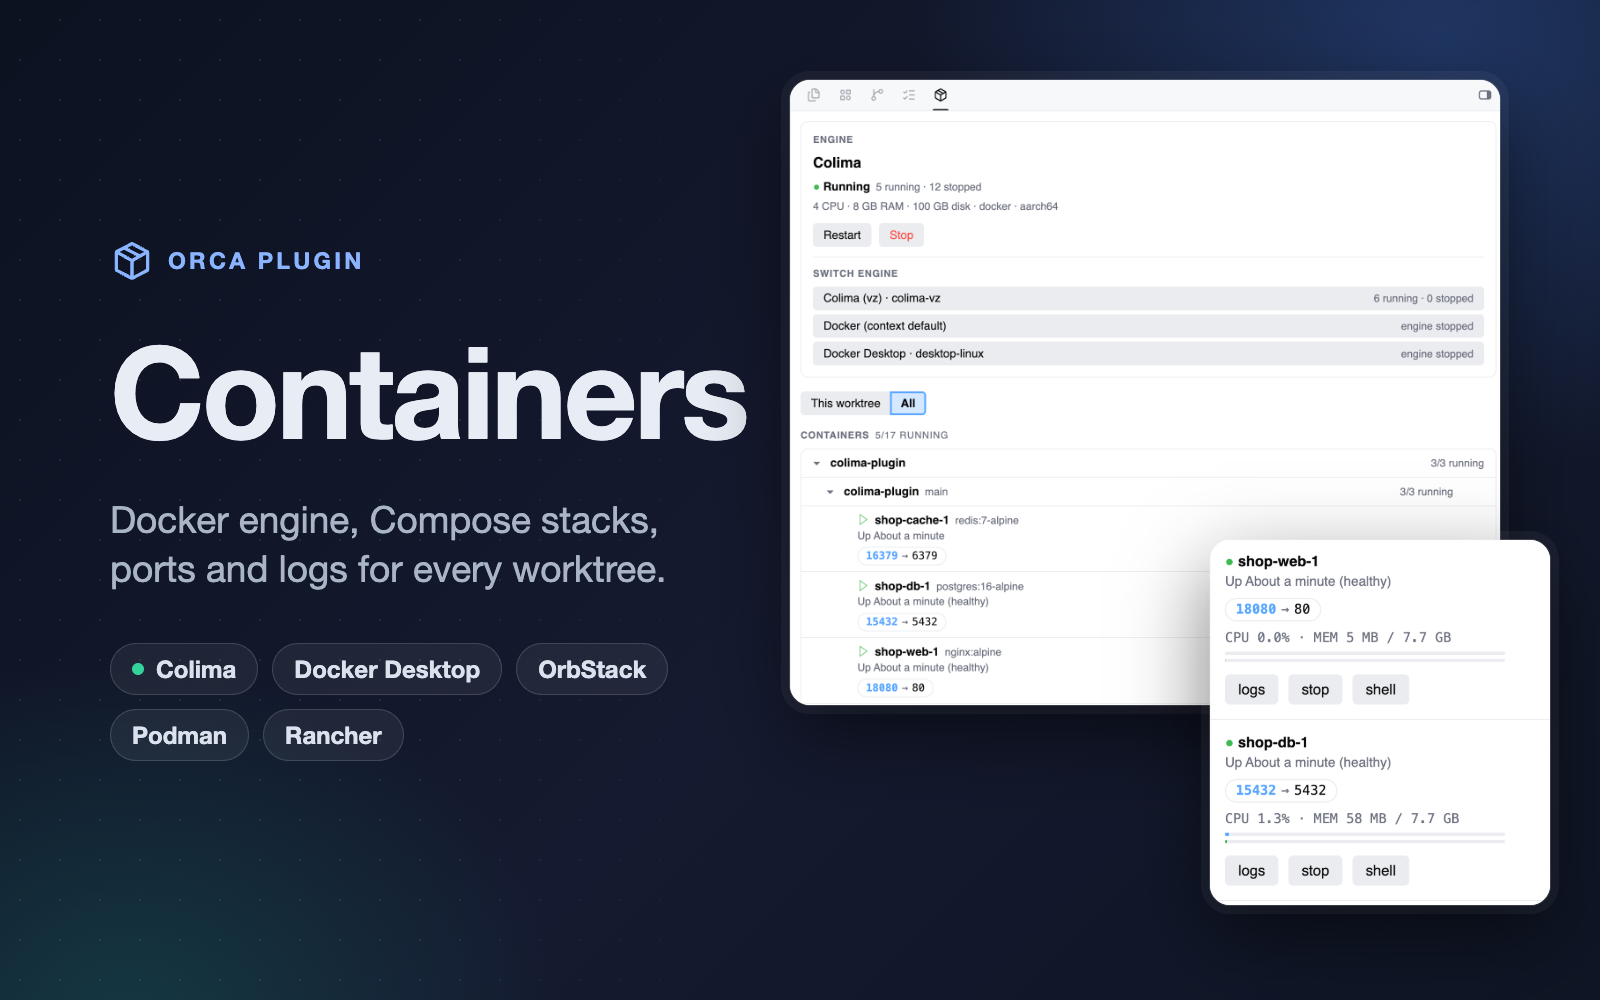 ORCA PLUGIN
Containers
Docker engine, Compose stacks,
ports and logs for every worktree.
Colima
Docker Desktop
OrbStack
Podman
Rancher
ENGINE
Colima
Running 5 running · 12 stopped
4 CPU · 8 GB RAM · 100 GB disk · docker · aarch64
Restart
Stop
SWITCH ENGINE
Colima (vz) · colima-vz 6 running · 0 stopped
Docker (context default) engine stopped
Docker Desktop · desktop-linux engine stopped
This worktree All
CONTAINERS 5/17 RUNNING
colima-plugin 3/3 running
colima-plugin main 3/3 running
shop-cache-1 redis:7-alpine
Up About a minute
16379 → 6379
shop-db-1 postgres:16-alpine
Up About a minute (healthy)
15432 → 5432
shop-web-1 nginx:alpine
Up About a minute (healthy)
18080 → 80
shop-web-1
Up About a minute (healthy)
18080 → 80
CPU 0.0% · MEM 5 MB / 7.7 GB
logs stop shell
shop-db-1
Up About a minute (healthy)
15432 → 5432
CPU 1.3% · MEM 58 MB / 7.7 GB
logs stop shell